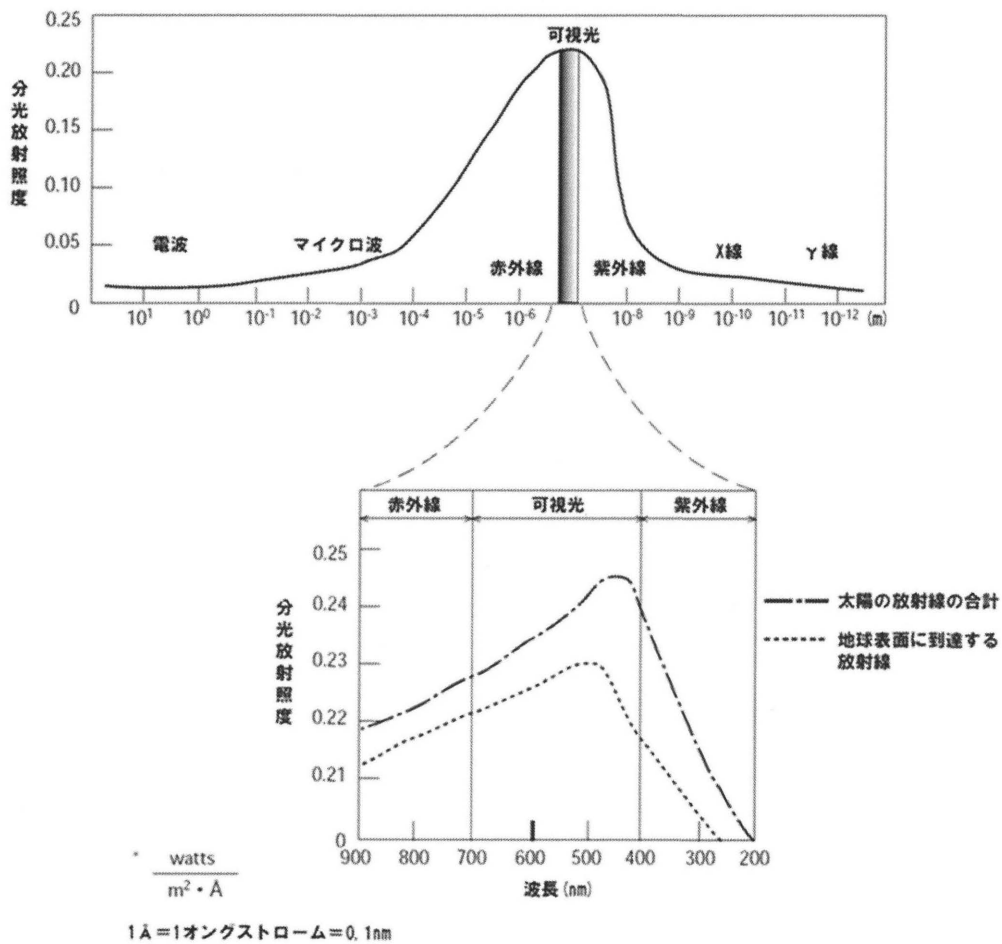 0.25
0.20
0.15
0.10
0.05
0
分光放射照度
可視光
電波
マイクロ波
赤外線
紫外線
X線
γ線
10¹ 10⁰ 10⁻¹ 10⁻² 10⁻³ 10⁻⁴ 10⁻⁵ 10⁻⁶ 10⁻⁸ 10⁻⁹ 10⁻¹⁰ 10⁻¹¹ 10⁻¹² (m)
赤外線 可視光 紫外線
0.25
0.24
0.23
0.22
0.21
0
分光放射照度
太陽の放射線の合計
地球表面に到達する
放射線
900 800 700 600 500 400 300 200
波長(nm)
* watts
m²・Å
1Å=1オングストローム=0.1nm